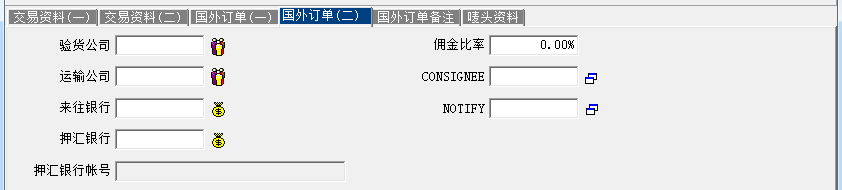 交易资料(一) 交易资料(二) 国外订单(一) 国外订单(二) 国外订单备注 唛头资料
验货公司 佣金比率 0.00%
运输公司 CONSIGNEE
来往银行 NOTIFY
押汇银行
押汇银行帐号